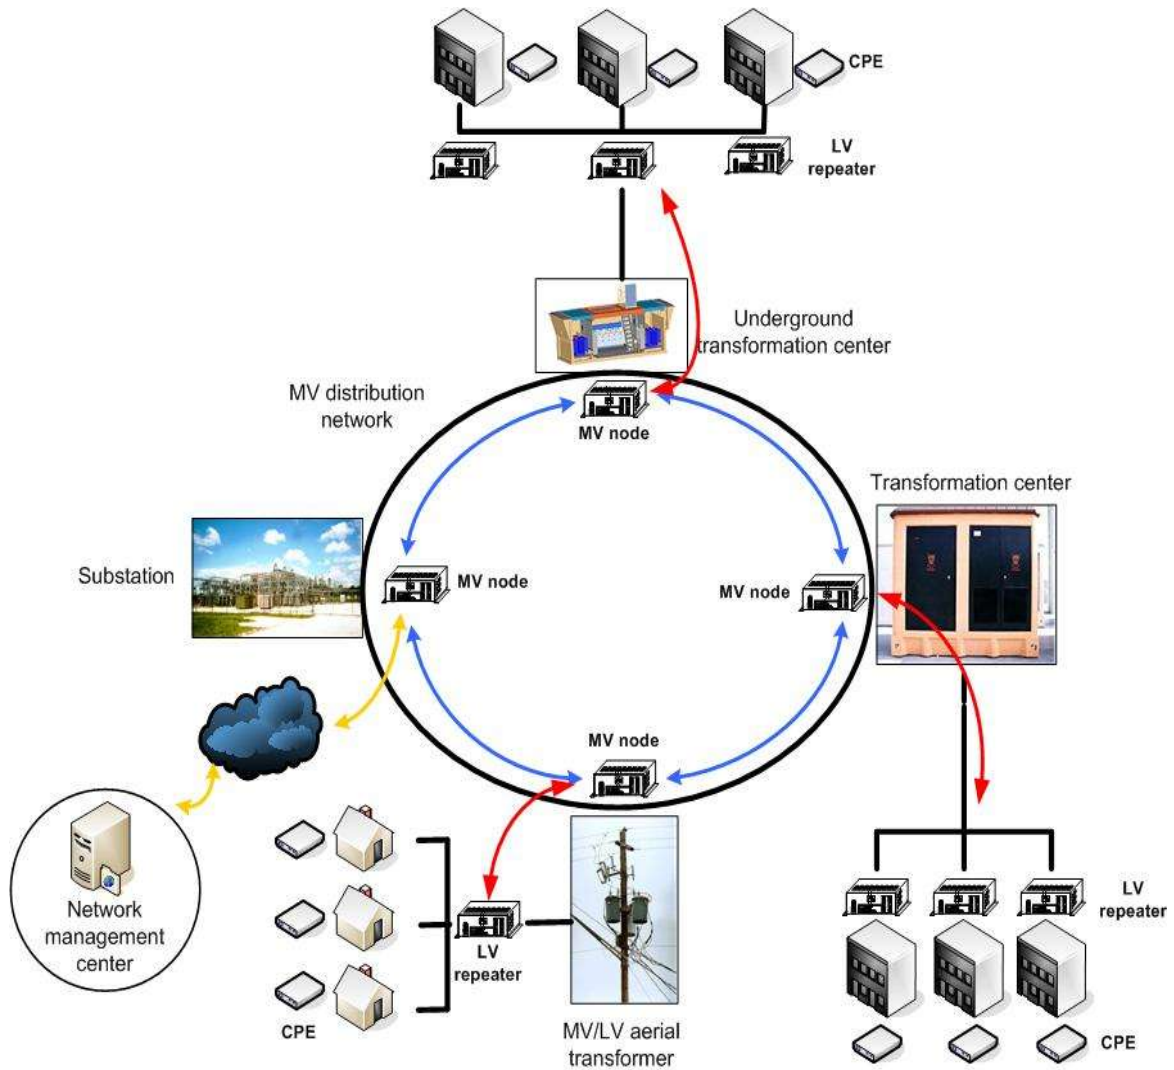 CPE
LV
repeater
Underground
transformation center
MV distribution
network
MV node
Transformation center
Substation
MV node
MV node
MV node
Network
management
center
LV
repeater
CPE
MV/LV aerial
transformer
LV
repeater
CPE